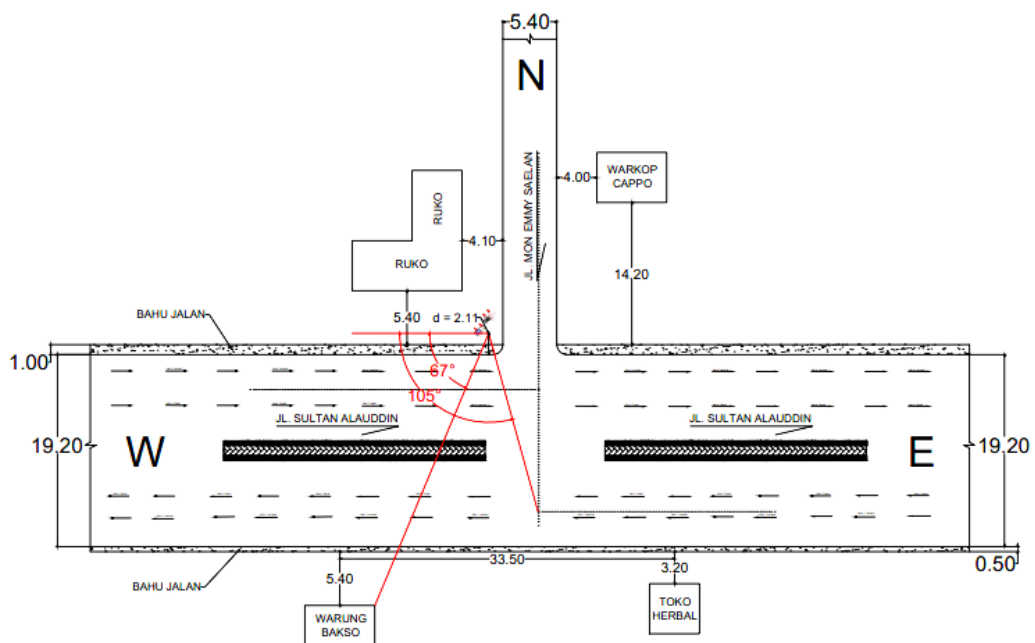 5.40
N
WARKOP
CAPPO
4.00
RUKO
JL. MON EMMY SAELAN
4.10
RUKO
14.20
BAHU JALAN
5.40
d = 2.11
1.00
67°
105°
JL. SULTAN ALAUDDIN
JL. SULTAN ALAUDDIN
19.20
W
E
19.20
33.50
0.50
BAHU JALAN
5.40
3.20
WARUNG
BAKSO
TOKO
HERBAL